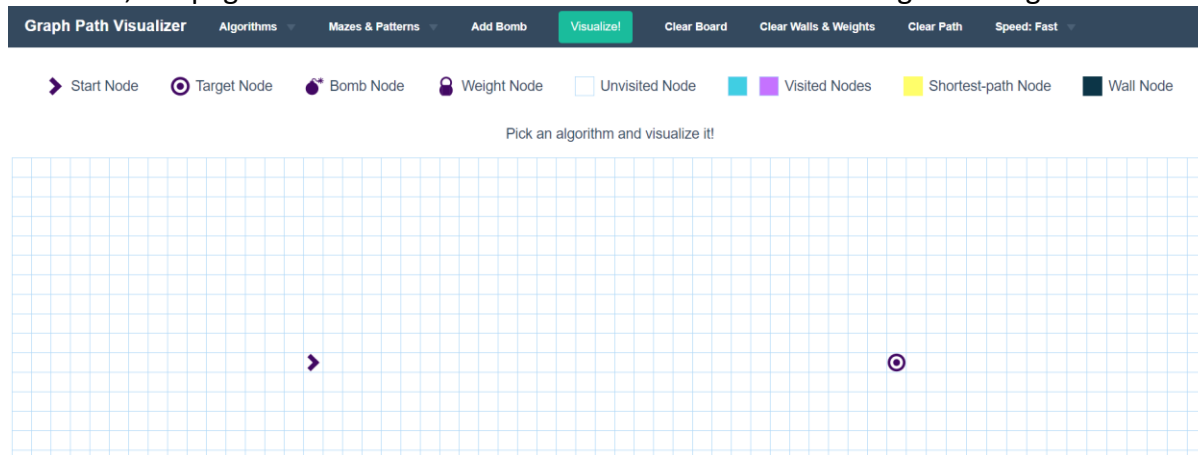 Graph Path Visualizer Algorithms Mazes & Patterns Add Bomb Visualize! Clear Board Clear Walls & Weights Clear Path Speed: Fast
Start Node Target Node Bomb Node Weight Node Unvisited Node Visited Nodes Shortest-path Node Wall Node
Pick an algorithm and visualize it!